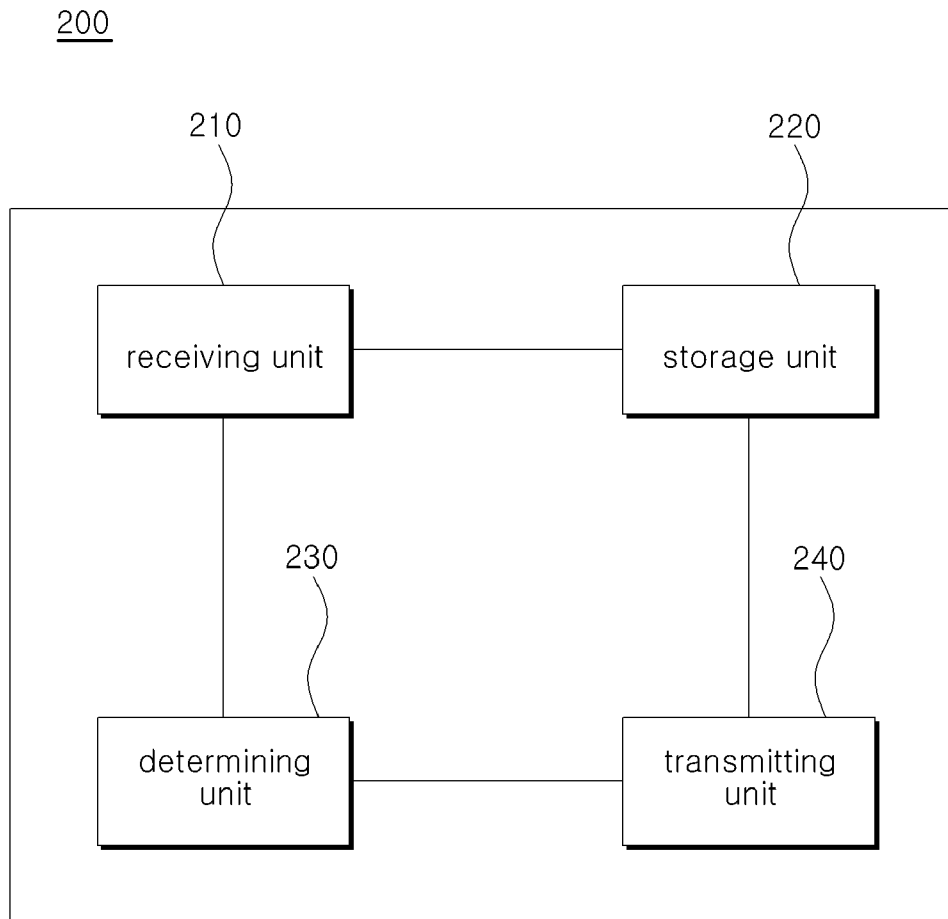 200
210
220
receiving unit
storage unit
230
240
determining
unit
transmitting
unit